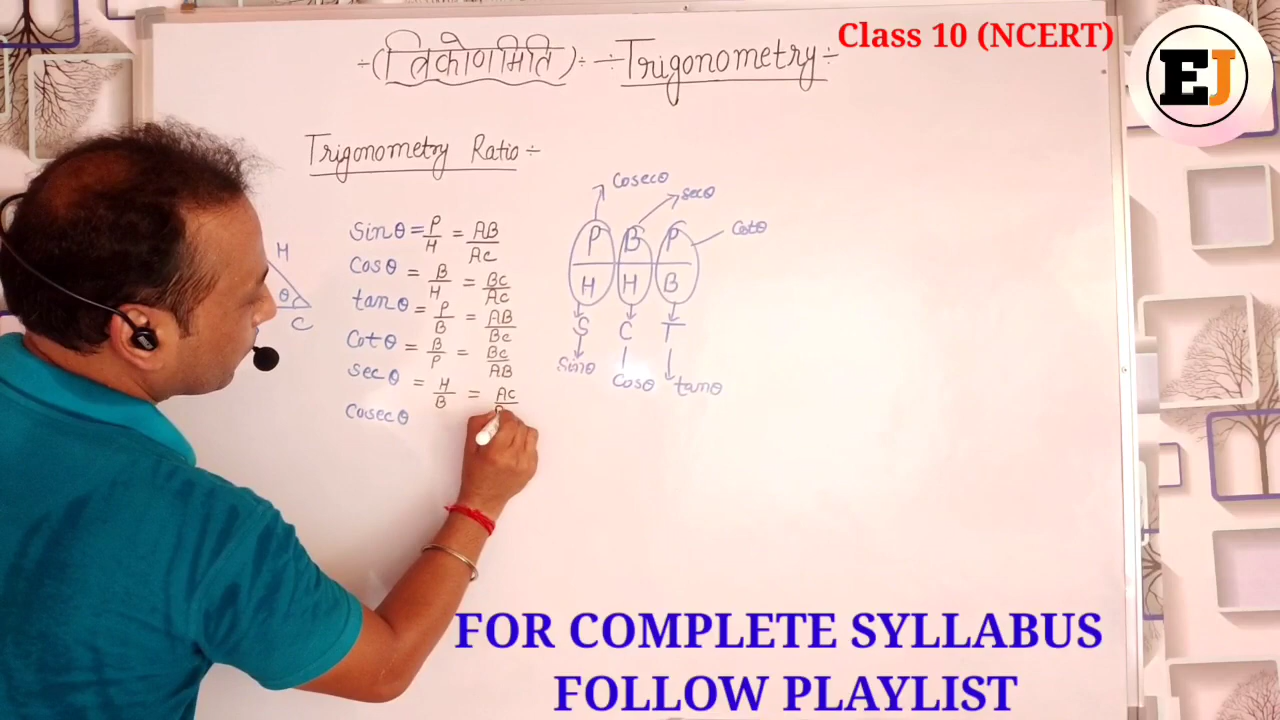 Class 10 (NCERT)
EJ
÷(त्रिकोणमिति)÷ ÷Trigonometry÷
Trigonometry Ratio ÷
H
θ
C
Sinθ = P/H = AB/AC
Cosθ = B/H = BC/AC
tanθ = P/B = AB/BC
Cotθ = B/P = BC/AB
secθ = H/B = AC/
Cosecθ
Cosecθ
secθ
Cotθ
P B P
H H B
S C T
Sinθ Cosθ tanθ
FOR COMPLETE SYLLABUS
FOLLOW PLAYLIST